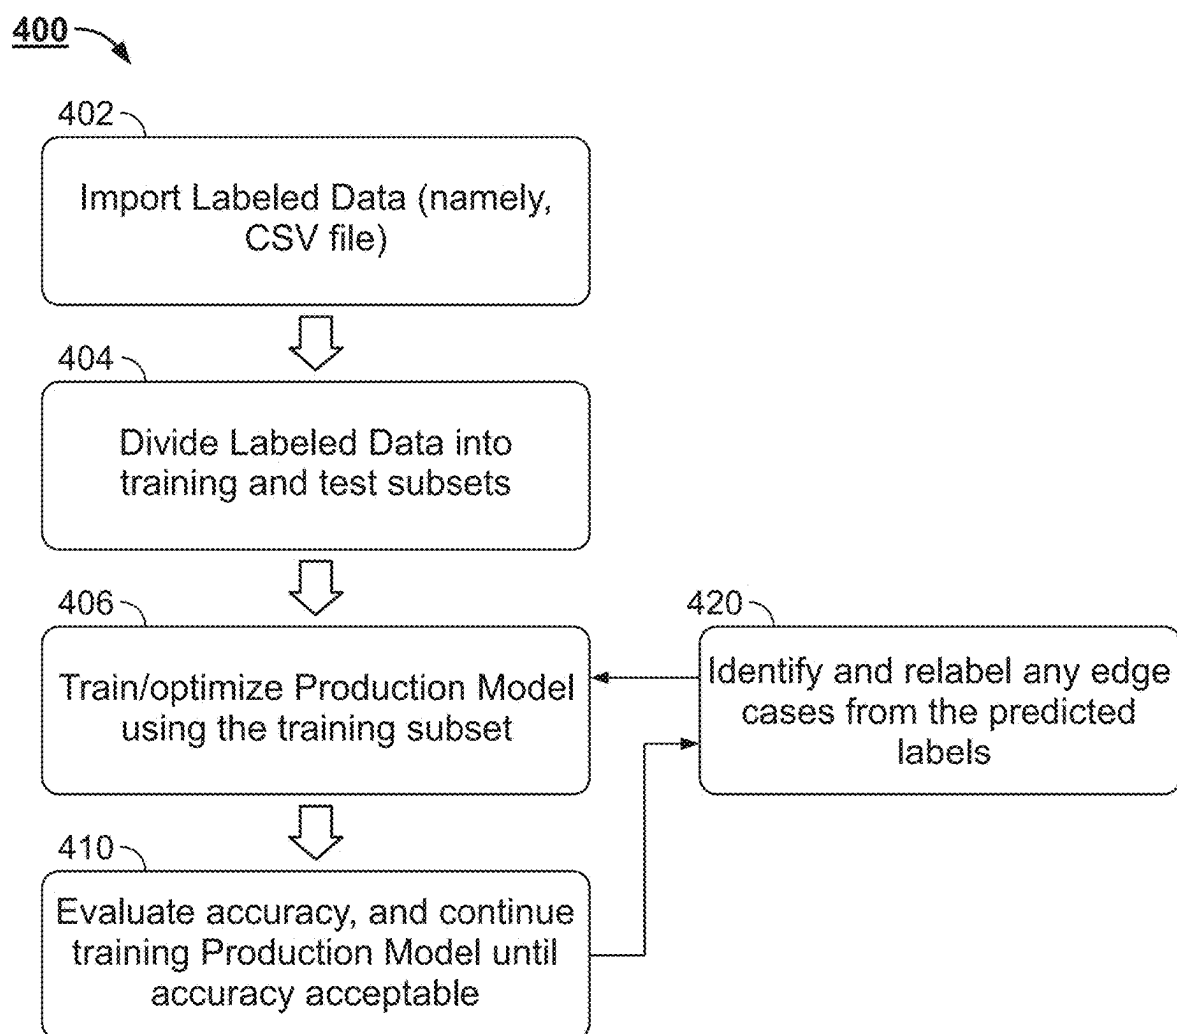 400
402
Import Labeled Data (namely,
CSV file)
404
Divide Labeled Data into
training and test subsets
406
Train/optimize Production Model
using the training subset
420
Identify and relabel any edge
cases from the predicted
labels
410
Evaluate accuracy, and continue
training Production Model until
accuracy acceptable